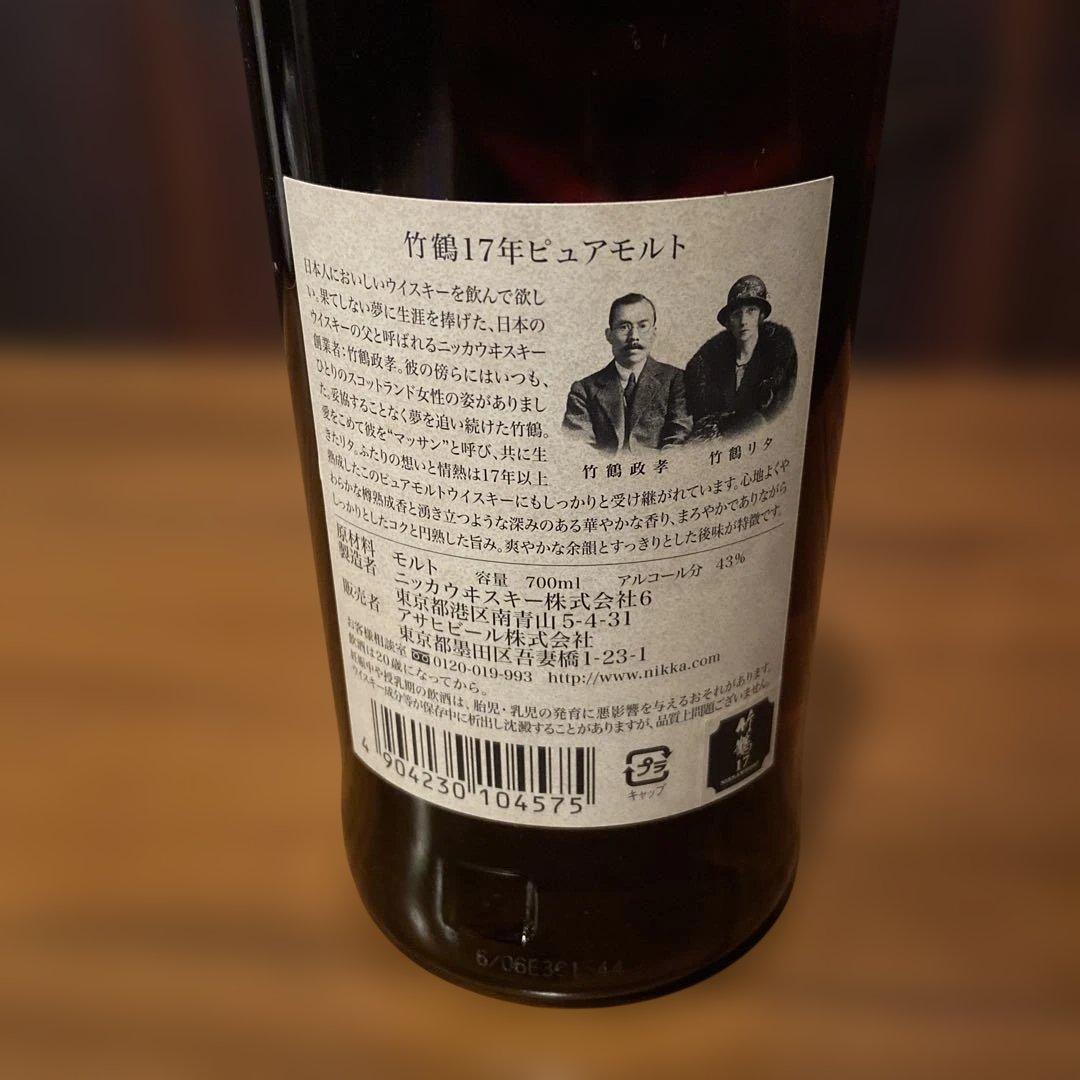 竹鶴17年ピュアモルト
日本人においしいウイスキーを飲んで欲し
い。果てしない夢に生涯を捧げた、日本の
ウイスキーの父と呼ばれるニッカウヰスキー
創業者；竹鶴政孝。彼の傍らにはいつも、
ひとりのスコットランド女性の姿がありまし
た。妥協することなく夢を追い続けた竹鶴。
愛をこめて彼を“マッサン”と呼び、共に生
きたリタ。ふたりの想いと情熱は17年以上
熟成したこのピュアモルトウイスキーにもしっかりと受け継がれています。心地よくや
わらかな樽熟成香と湧き立つような深みのある華やかな香り、まろやかでありながら
しっかりとしたコクと円熟した旨み。爽やかな余韻とすっきりとした後味が特徴です。
竹鶴政孝 竹鶴リタ
原材料 モルト 容量 700ml アルコール分 43%
製造者 ニッカウヰスキー株式会社6
東京都港区南青山5-4-31
販売者 アサヒビール株式会社
東京都墨田区吾妻橋1-23-1
お客様相談室 0120-019-993 http://www.nikka.com
飲酒は20歳になってから。
妊娠中や授乳期の飲酒は、胎児・乳児の発育に悪影響を与えるおそれがあります。
ウイスキー成分等が保存中に析出し沈澱することがありますが、品質上問題ございません。
4 904230 104575
プラ
キャップ
竹鶴
17